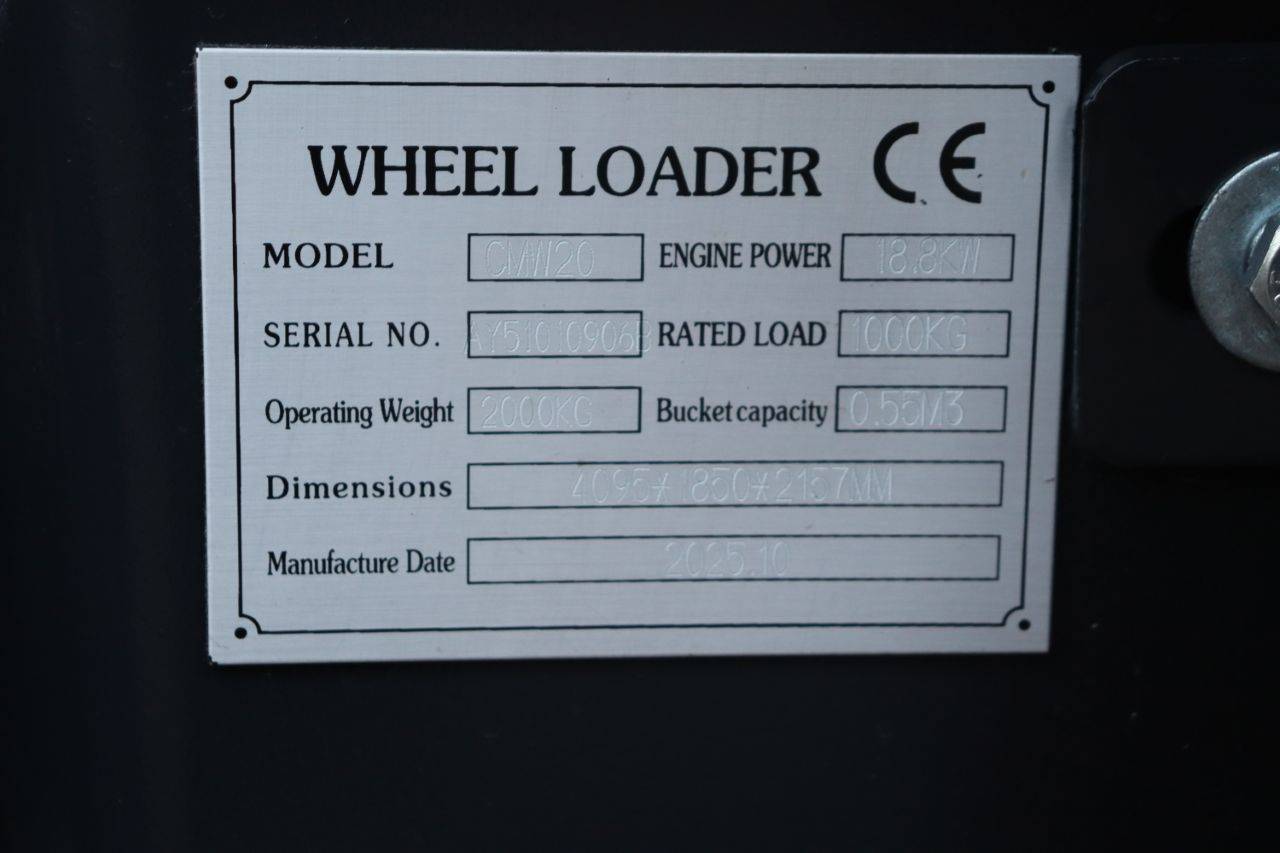 WHEEL LOADER CE
MODEL CMW20 ENGINE POWER 18.8KW
SERIAL NO. AY51010906B RATED LOAD 1000KG
Operating Weight 2000KG Bucket capacity 0.55M3
Dimensions 4095*1850*2157MM
Manufacture Date 2025.10